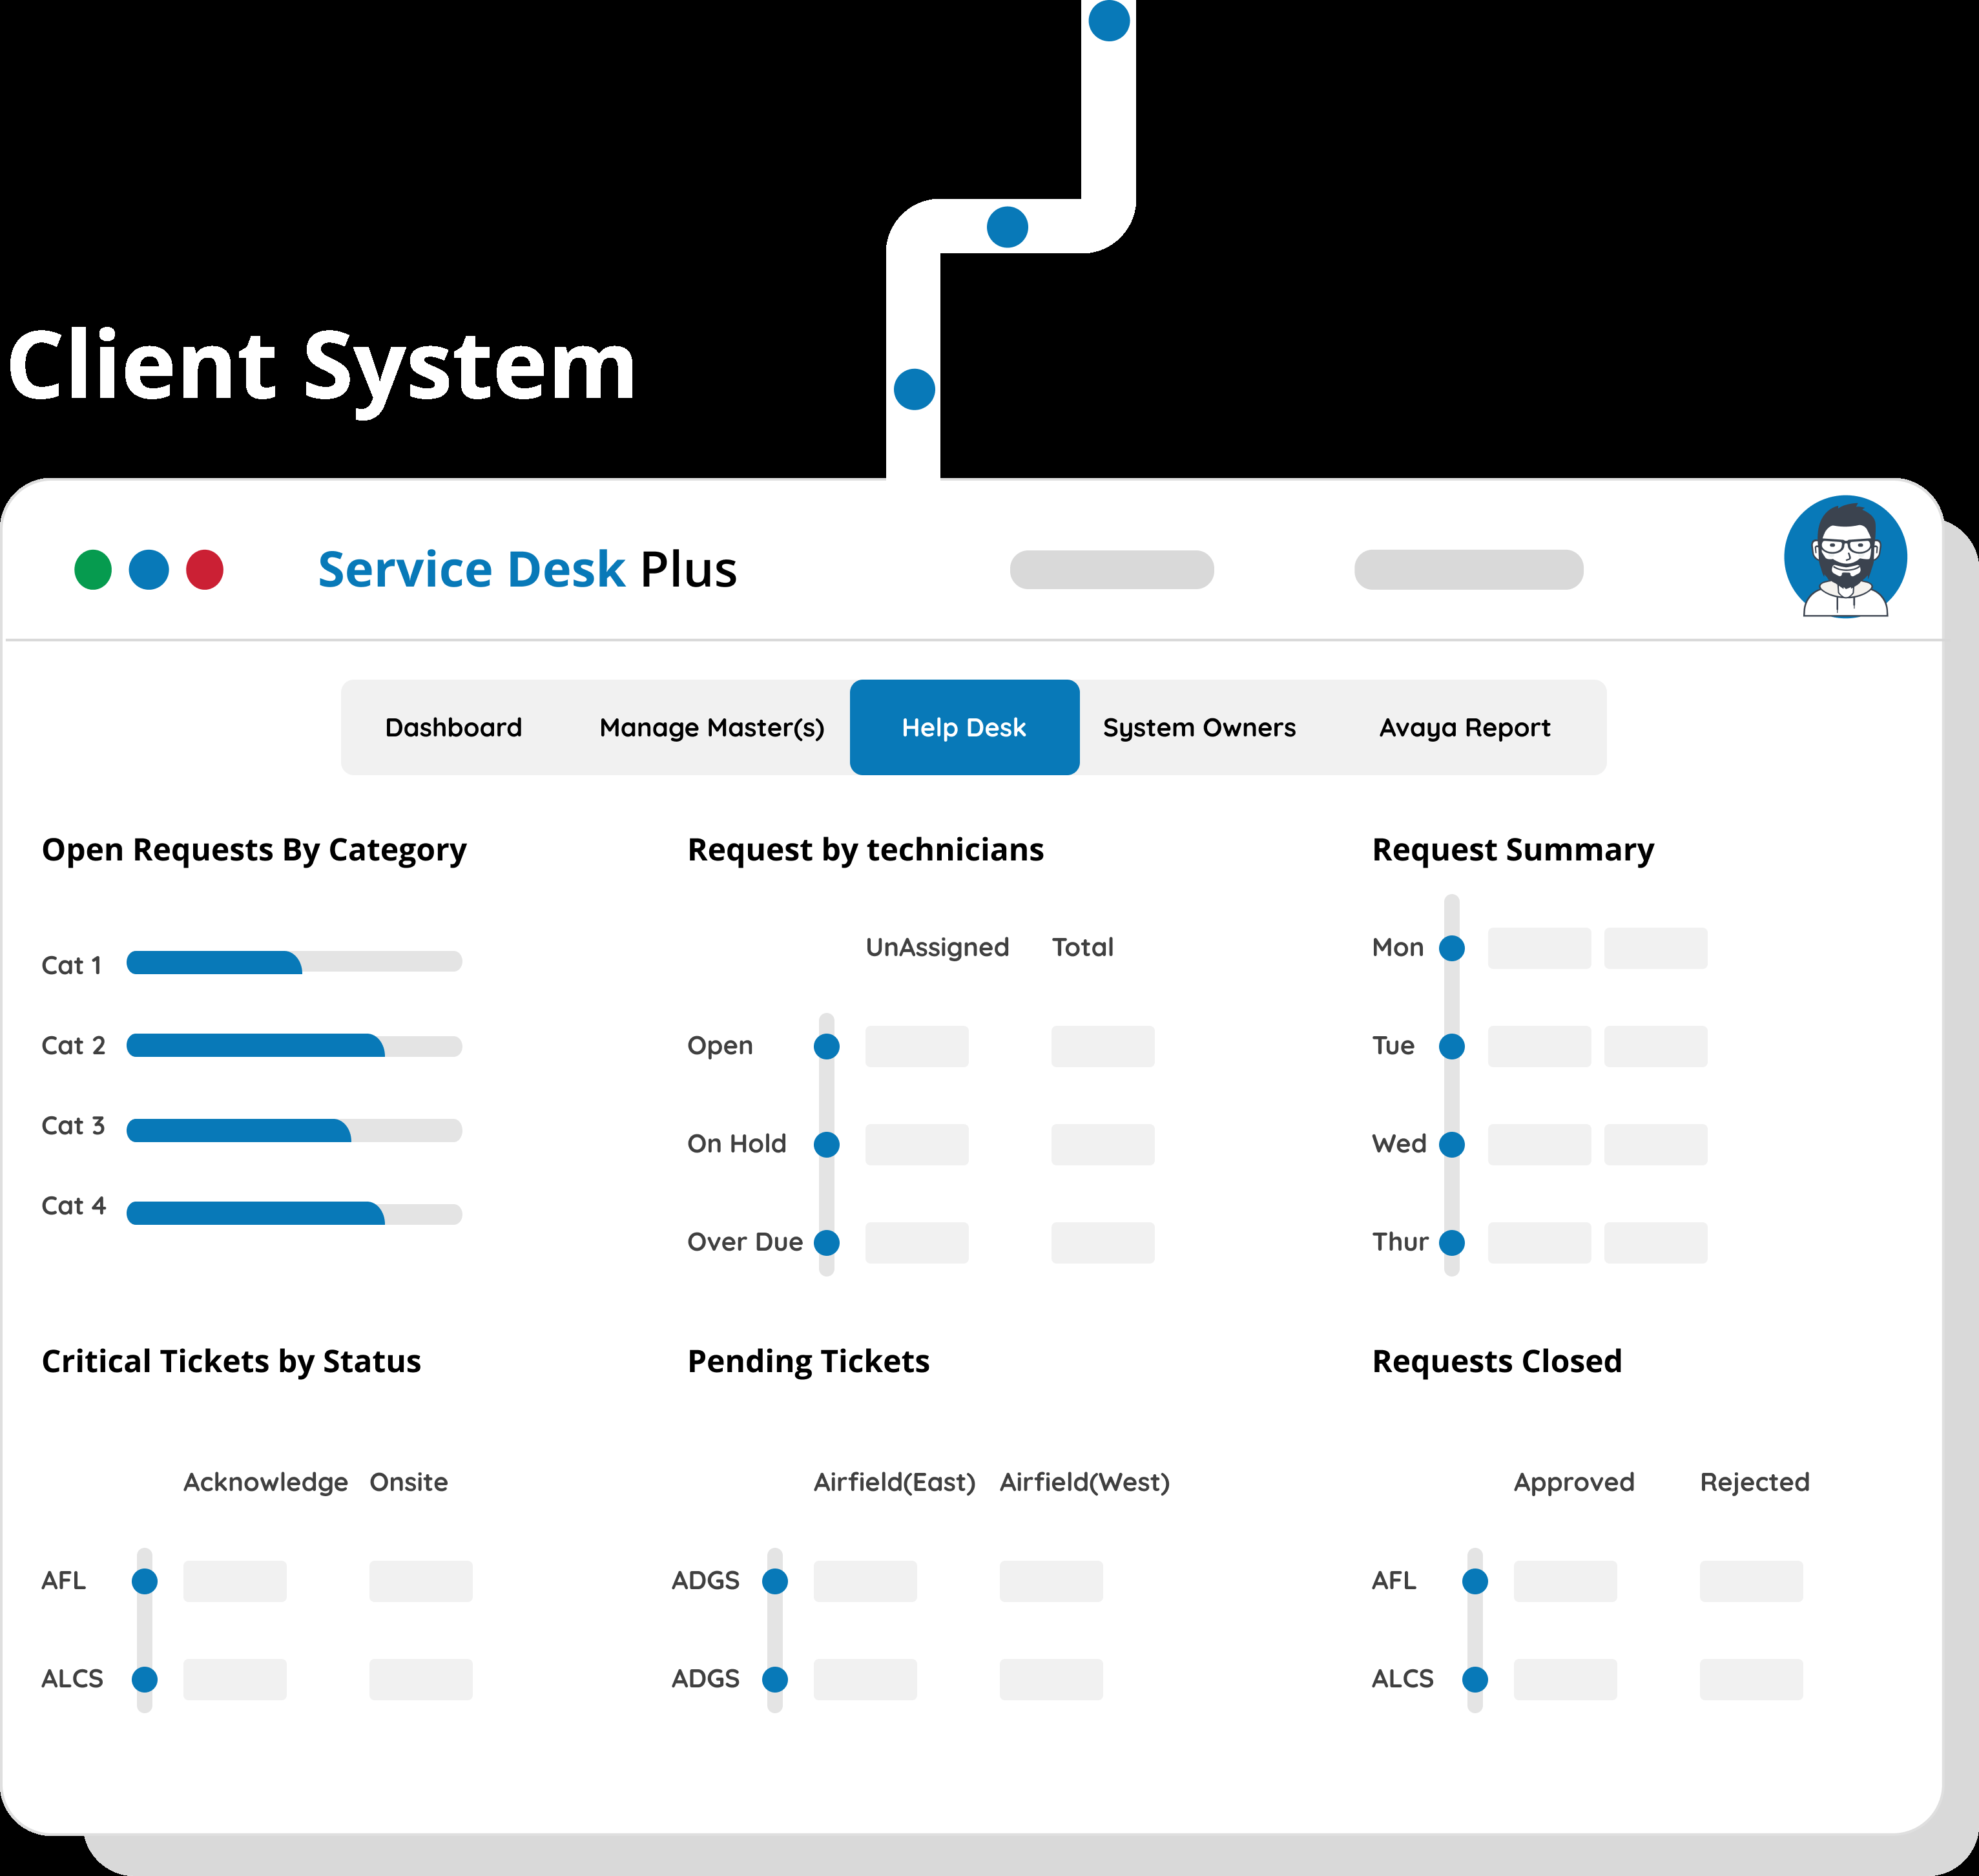 Client System
Service Desk Plus
Dashboard Manage Master(s) Help Desk System Owners Avaya Report
Open Requests By Category
Cat 1
Cat 2
Cat 3
Cat 4
Request by technicians
UnAssigned Total
Open
On Hold
Over Due
Request Summary
Mon
Tue
Wed
Thur
Critical Tickets by Status
Acknowledge Onsite
AFL
ALCS
Pending Tickets
Airfield(East) Airfield(West)
ADGS
ADGS
Requests Closed
Approved Rejected
AFL
ALCS